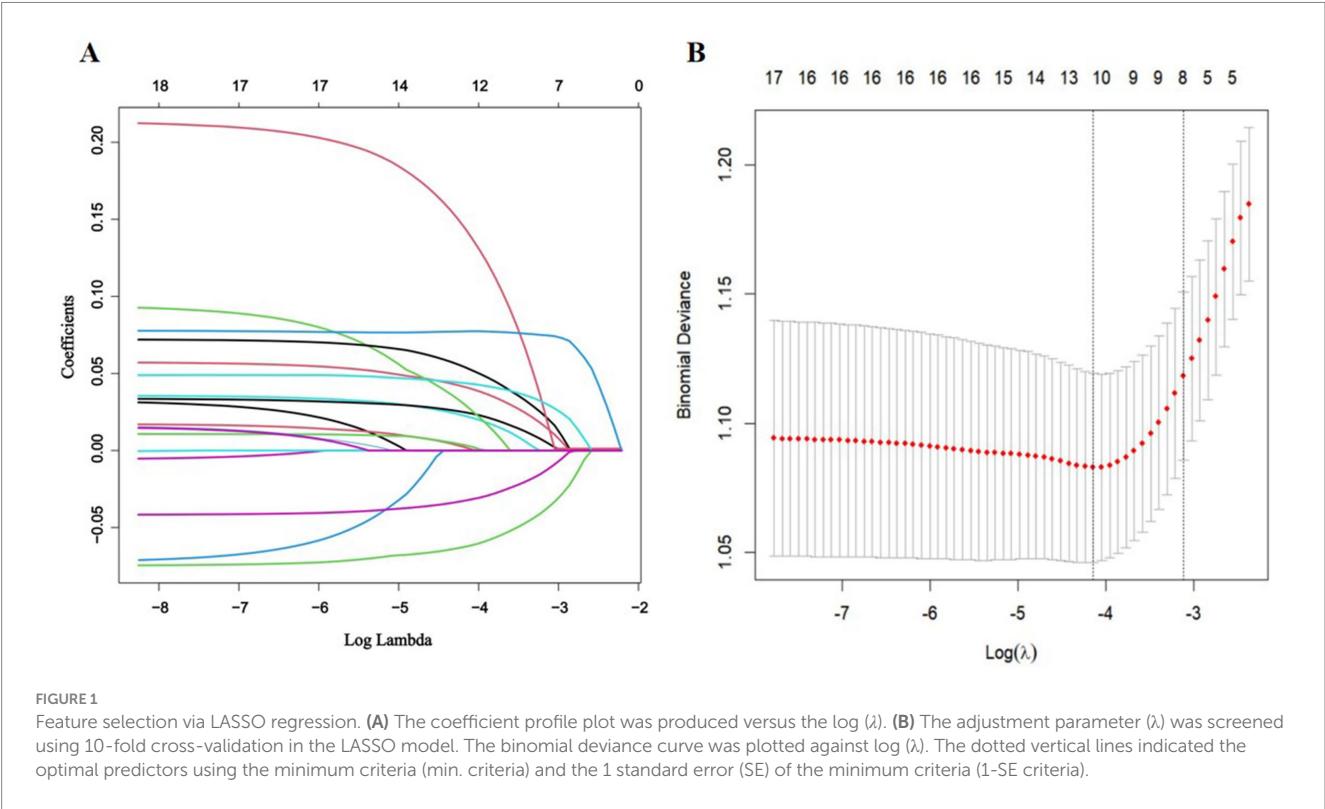 A
18 17 17 14 12 7 0
0.20
0.15
0.10
0.05
0.00
−0.05
Coefficients
−8 −7 −6 −5 −4 −3 −2
Log Lambda
B
17 16 16 16 16 16 16 15 14 13 10 9 9 8 5 5
1.20
1.15
1.10
1.05
Binomial Deviance
-7 -6 -5 -4 -3
Log(λ)
FIGURE 1
Feature selection via LASSO regression. (A) The coefficient profile plot was produced versus the log (λ). (B) The adjustment parameter (λ) was screened
using 10-fold cross-validation in the LASSO model. The binomial deviance curve was plotted against log (λ). The dotted vertical lines indicated the
optimal predictors using the minimum criteria (min. criteria) and the 1 standard error (SE) of the minimum criteria (1-SE criteria).